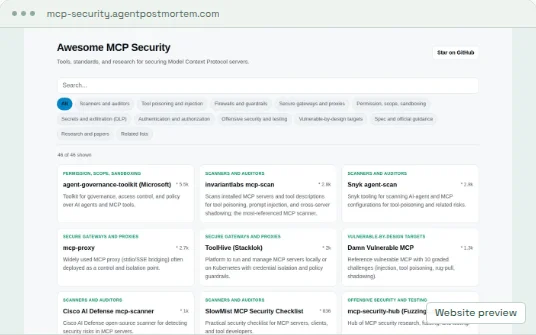 mcp-security.agentpostmortem.com
Awesome MCP Security
Star on GitHub
Tools, standards, and research for securing Model Context Protocol servers.
Search...
All
Scanners and auditors
Tool poisoning and injection
Firewalls and guardrails
Secure gateways and proxies
Permission, scope, sandboxing
Secrets and exfiltration (DLP)
Authentication and authorization
Offensive security and testing
Vulnerable-by-design targets
Spec and official guidance
Research and papers
Related lists
PERMISSION, SCOPE, SANDBOXING
agent-governance-toolkit (Microsoft)
Toolkit for governance, access control, and policy
over AI agents and MCP tools.
SCANNERS AND AUDITORS
invariantlabs mcp-scan
Scans installed MCP servers and tool descriptions
for tool poisoning, prompt injection, and cross-server
shadowing; the most-referenced MCP scanner.
SCANNERS AND AUDITORS
Snyk agent-scan
Snyk tooling for scanning AI-agent and MCP
configurations for tool-poisoning and related risks.
SECURE GATEWAYS AND PROXIES
mcp-proxy
* 2.7k
Widely used MCP proxy (stdio/SSE bridging) often
deployed as a control and isolation point.
SECURE GATEWAYS AND PROXIES
ToolHive (Stacklok)
Platform to run and manage MCP servers locally or
on Kubernetes with credential isolation and policy
guardrails.
VULNERABLE-BY-DESIGN TARGETS
Damn Vulnerable MCP
Reference vulnerable MCP with 10 graded
challenges (injection, tool poisoning, rug-pull,
shadowing).
SCANNERS AND AUDITORS
Cisco AI Defense mcp-scanner
* 1k
Cisco AI Defense open-source scanner for detecting
security risks in MCP servers.
SCANNERS AND AUDITORS
SlowMist MCP Security Checklist
Practical security checklist for MCP servers, clients,
and tool developers.
OFFENSIVE SECURITY AND TESTING
mcp-security-hub (Fuzzing
Hub of MCP security research,
Website preview